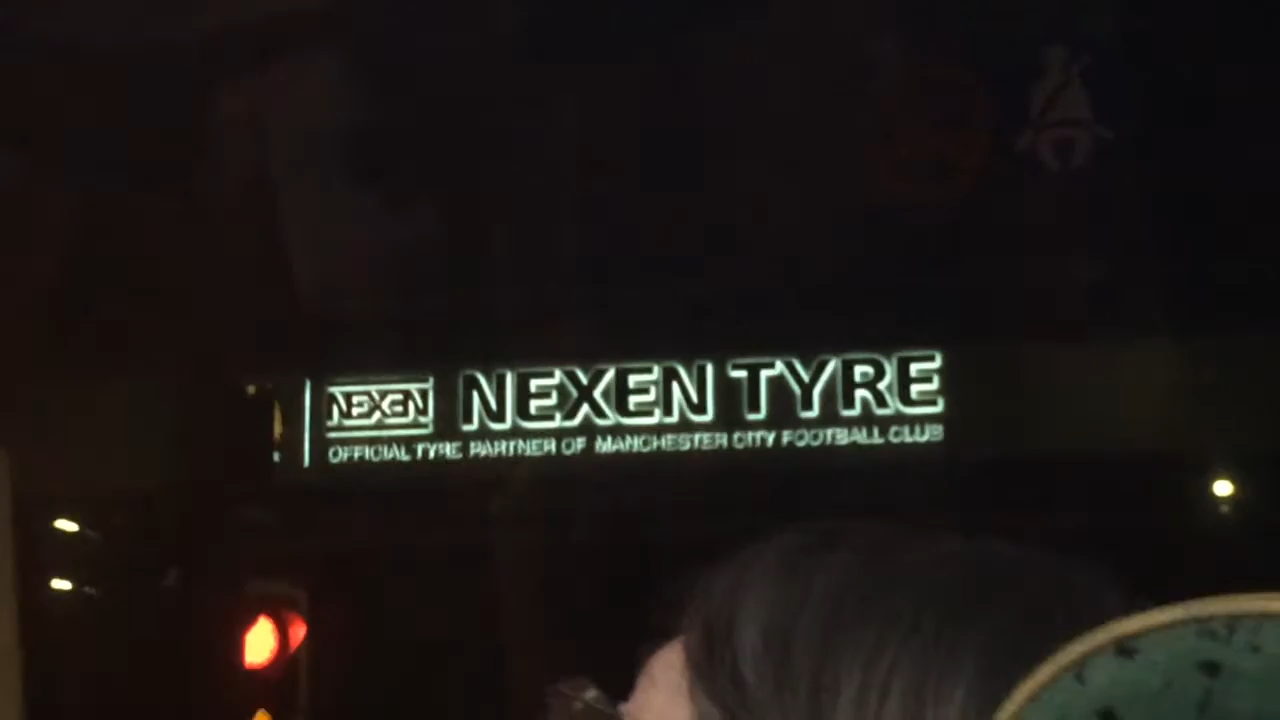 NEXEN NEXEN TYRE
OFFICIAL TYRE PARTNER OF MANCHESTER CITY FOOTBALL CLUB